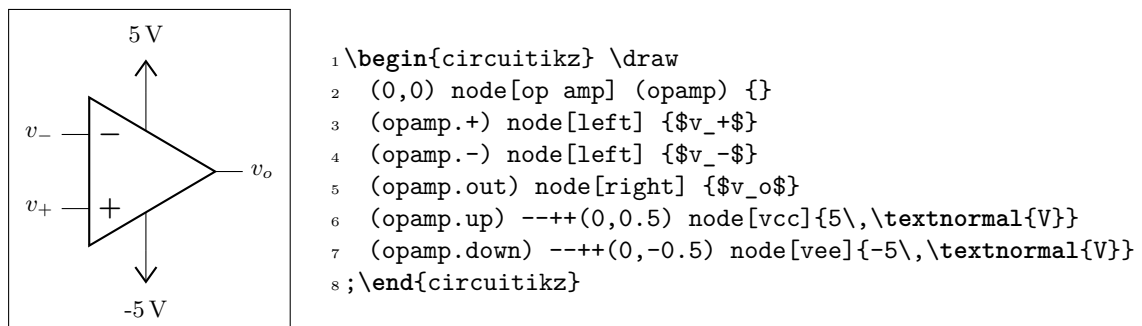 5 V
v−
−
+
v+
vo
-5 V
1 \begin{circuitikz} \draw
2   (0,0) node[op amp] (opamp) {}
3   (opamp.+) node[left] {$v_+$}
4   (opamp.-) node[left] {$v_-$}
5   (opamp.out) node[right] {$v_o$}
6   (opamp.up) --++(0,0.5) node[vcc]{5\,\textnormal{V}}
7   (opamp.down) --++(0,-0.5) node[vee]{-5\,\textnormal{V}}
8 ;\end{circuitikz}